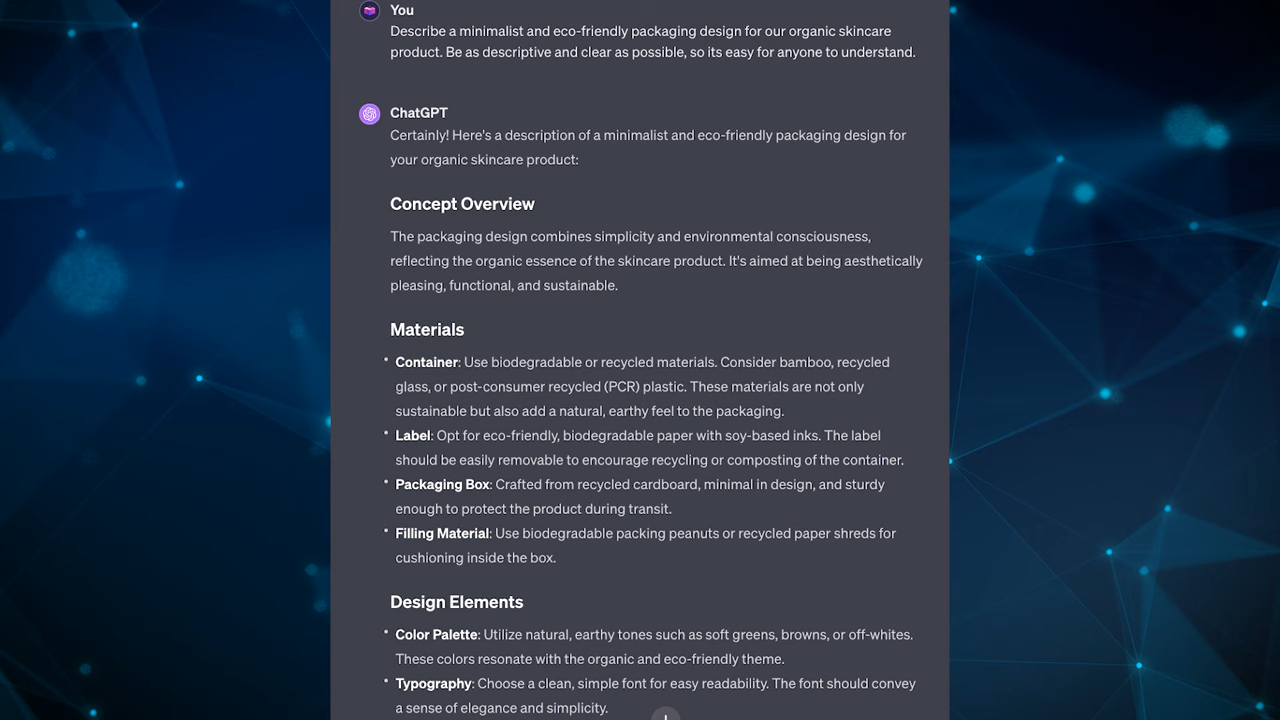 You
Describe a minimalist and eco-friendly packaging design for our organic skincare
product. Be as descriptive and clear as possible, so its easy for anyone to understand.
ChatGPT
Certainly! Here's a description of a minimalist and eco-friendly packaging design for
your organic skincare product:
Concept Overview
The packaging design combines simplicity and environmental consciousness,
reflecting the organic essence of the skincare product. It's aimed at being aesthetically
pleasing, functional, and sustainable.
Materials
• Container: Use biodegradable or recycled materials. Consider bamboo, recycled
glass, or post-consumer recycled (PCR) plastic. These materials are not only
sustainable but also add a natural, earthy feel to the packaging.
• Label: Opt for eco-friendly, biodegradable paper with soy-based inks. The label
should be easily removable to encourage recycling or composting of the container.
• Packaging Box: Crafted from recycled cardboard, minimal in design, and sturdy
enough to protect the product during transit.
• Filling Material: Use biodegradable packing peanuts or recycled paper shreds for
cushioning inside the box.
Design Elements
• Color Palette: Utilize natural, earthy tones such as soft greens, browns, or off-whites.
These colors resonate with the organic and eco-friendly theme.
• Typography: Choose a clean, simple font for easy readability. The font should convey
a sense of elegance and simplicity.